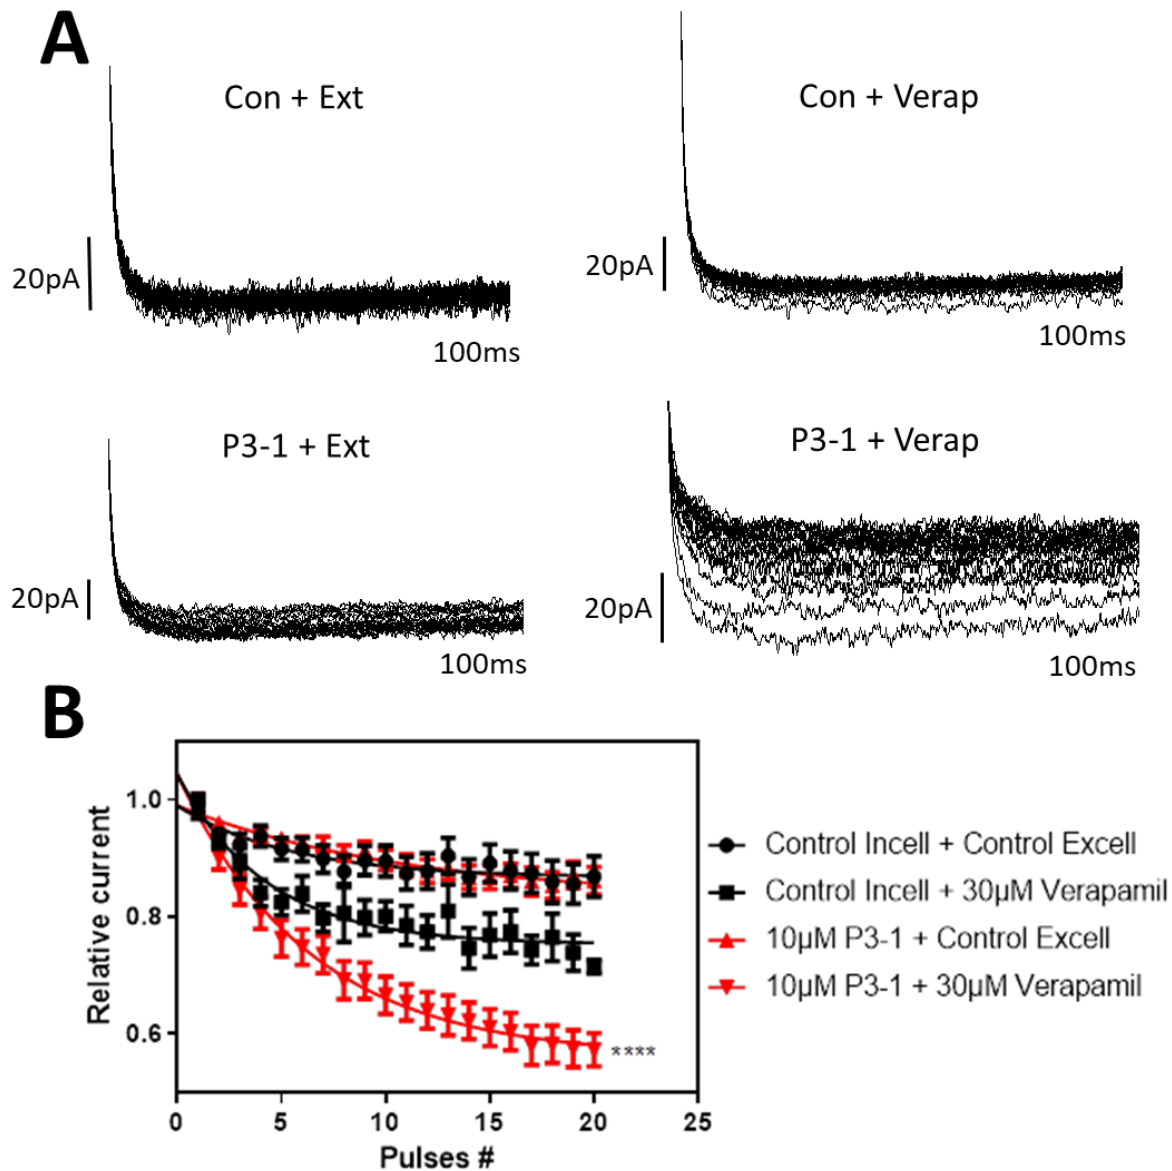 A
Con + Ext
Con + Verap
20pA
20pA
100ms
100ms
P3-1 + Ext
P3-1 + Verap
20pA
20pA
100ms
100ms
B
Relative current
1.0
0.8
0.6
0
5
10
15
20
25
Pulses #
****
Control Incell + Control Excell
Control Incell + 30µM Verapamil
10µM P3-1 + Control Excell
10µM P3-1 + 30µM Verapamil